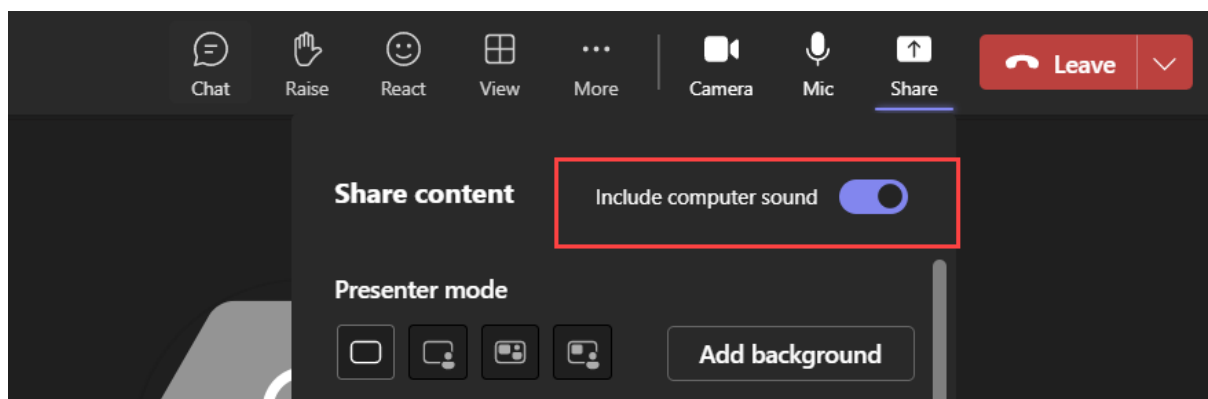 Chat Raise React View More Camera Mic Share Leave
Share content Include computer sound
Presenter mode
Add background